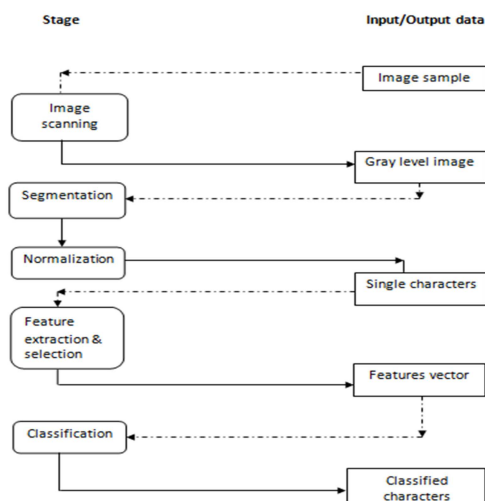 Stage Input/Output data
Image sample
Image
scanning
Gray level image
Segmentation
Normalization
Single characters
Feature
extraction &
selection
Features vector
Classification
Classified
characters